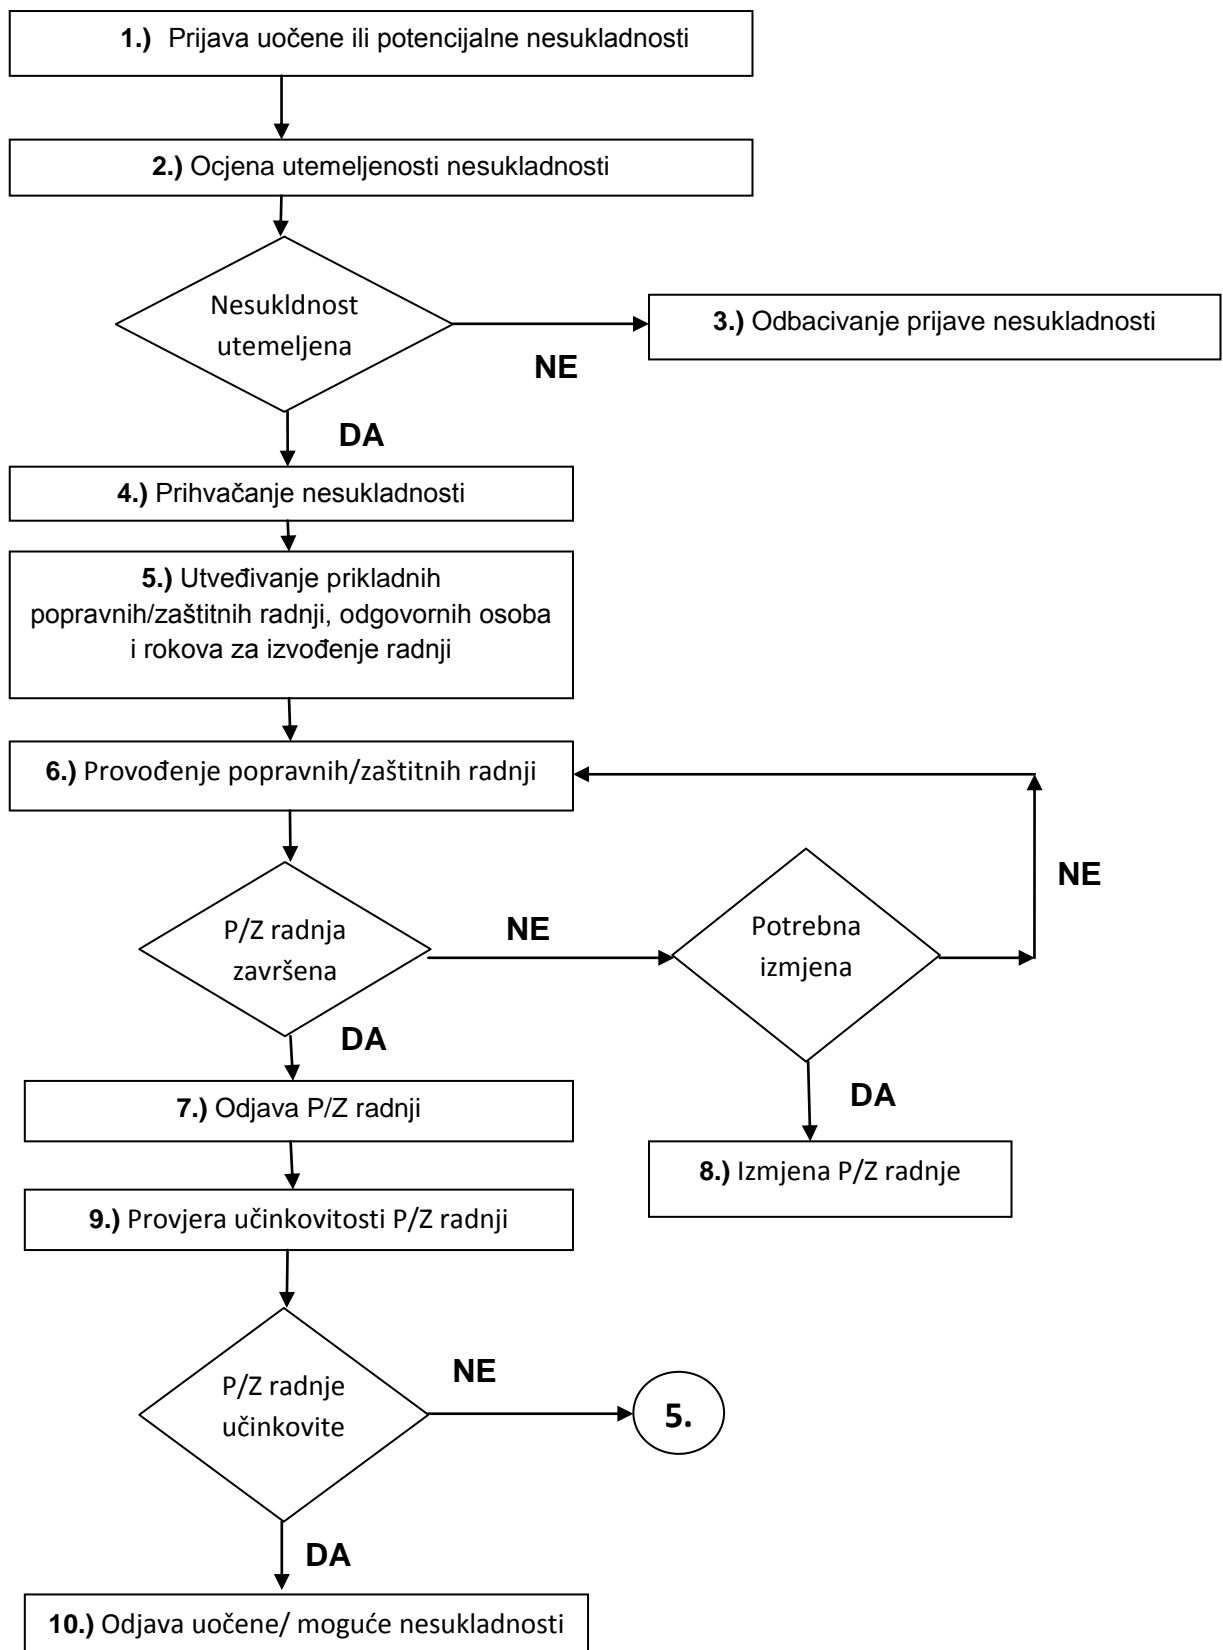 1.) Prijava uočene ili potencijalne nesukladnosti
2.) Ocjena utemeljenosti nesukladnosti
Nesukldnost
utemeljena
3.) Odbacivanje prijave nesukladnosti
NE
DA
4.) Prihvačanje nesukladnosti
5.) Utveđivanje prikladnih
popravnih/zaštitnih radnji, odgovornih osoba
i rokova za izvođenje radnji
6.) Provođenje popravnih/zaštitnih radnji
NE
P/Z radnja
završena
NE
Potrebna
izmjena
DA
DA
7.) Odjava P/Z radnji
8.) Izmjena P/Z radnje
9.) Provjera učinkovitosti P/Z radnji
P/Z radnje
učinkovite
NE
5.
DA
10.) Odjava uočene/ moguće nesukladnosti